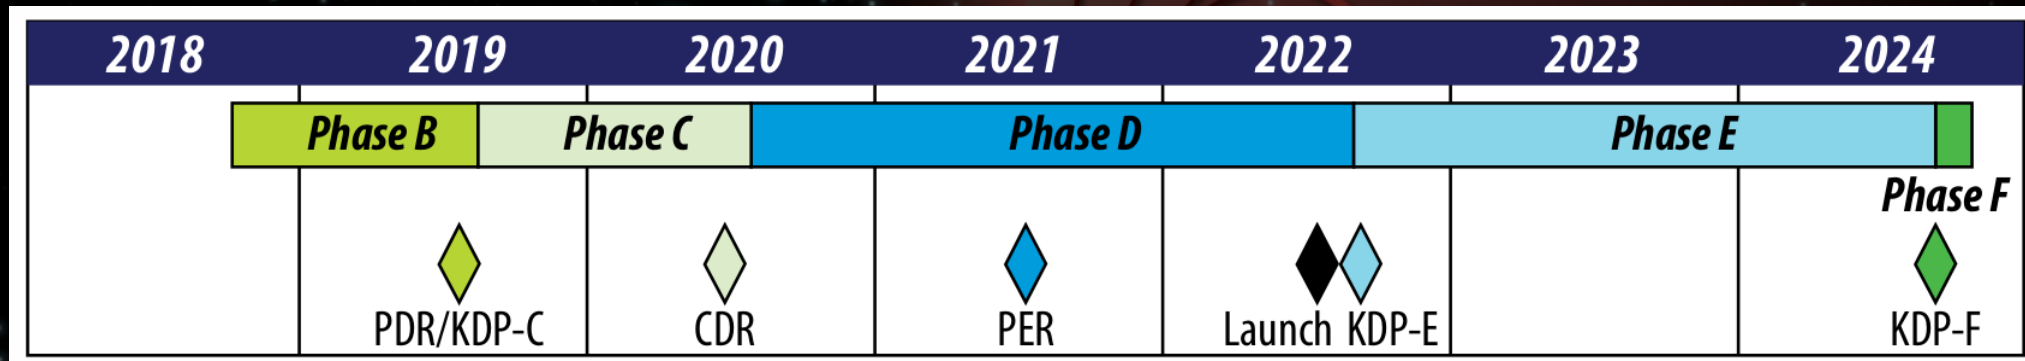 2018 2019 2020 2021 2022 2023 2024
Phase B Phase C Phase D Phase E
Phase F
PDR/KDP-C CDR PER Launch KDP-E KDP-F